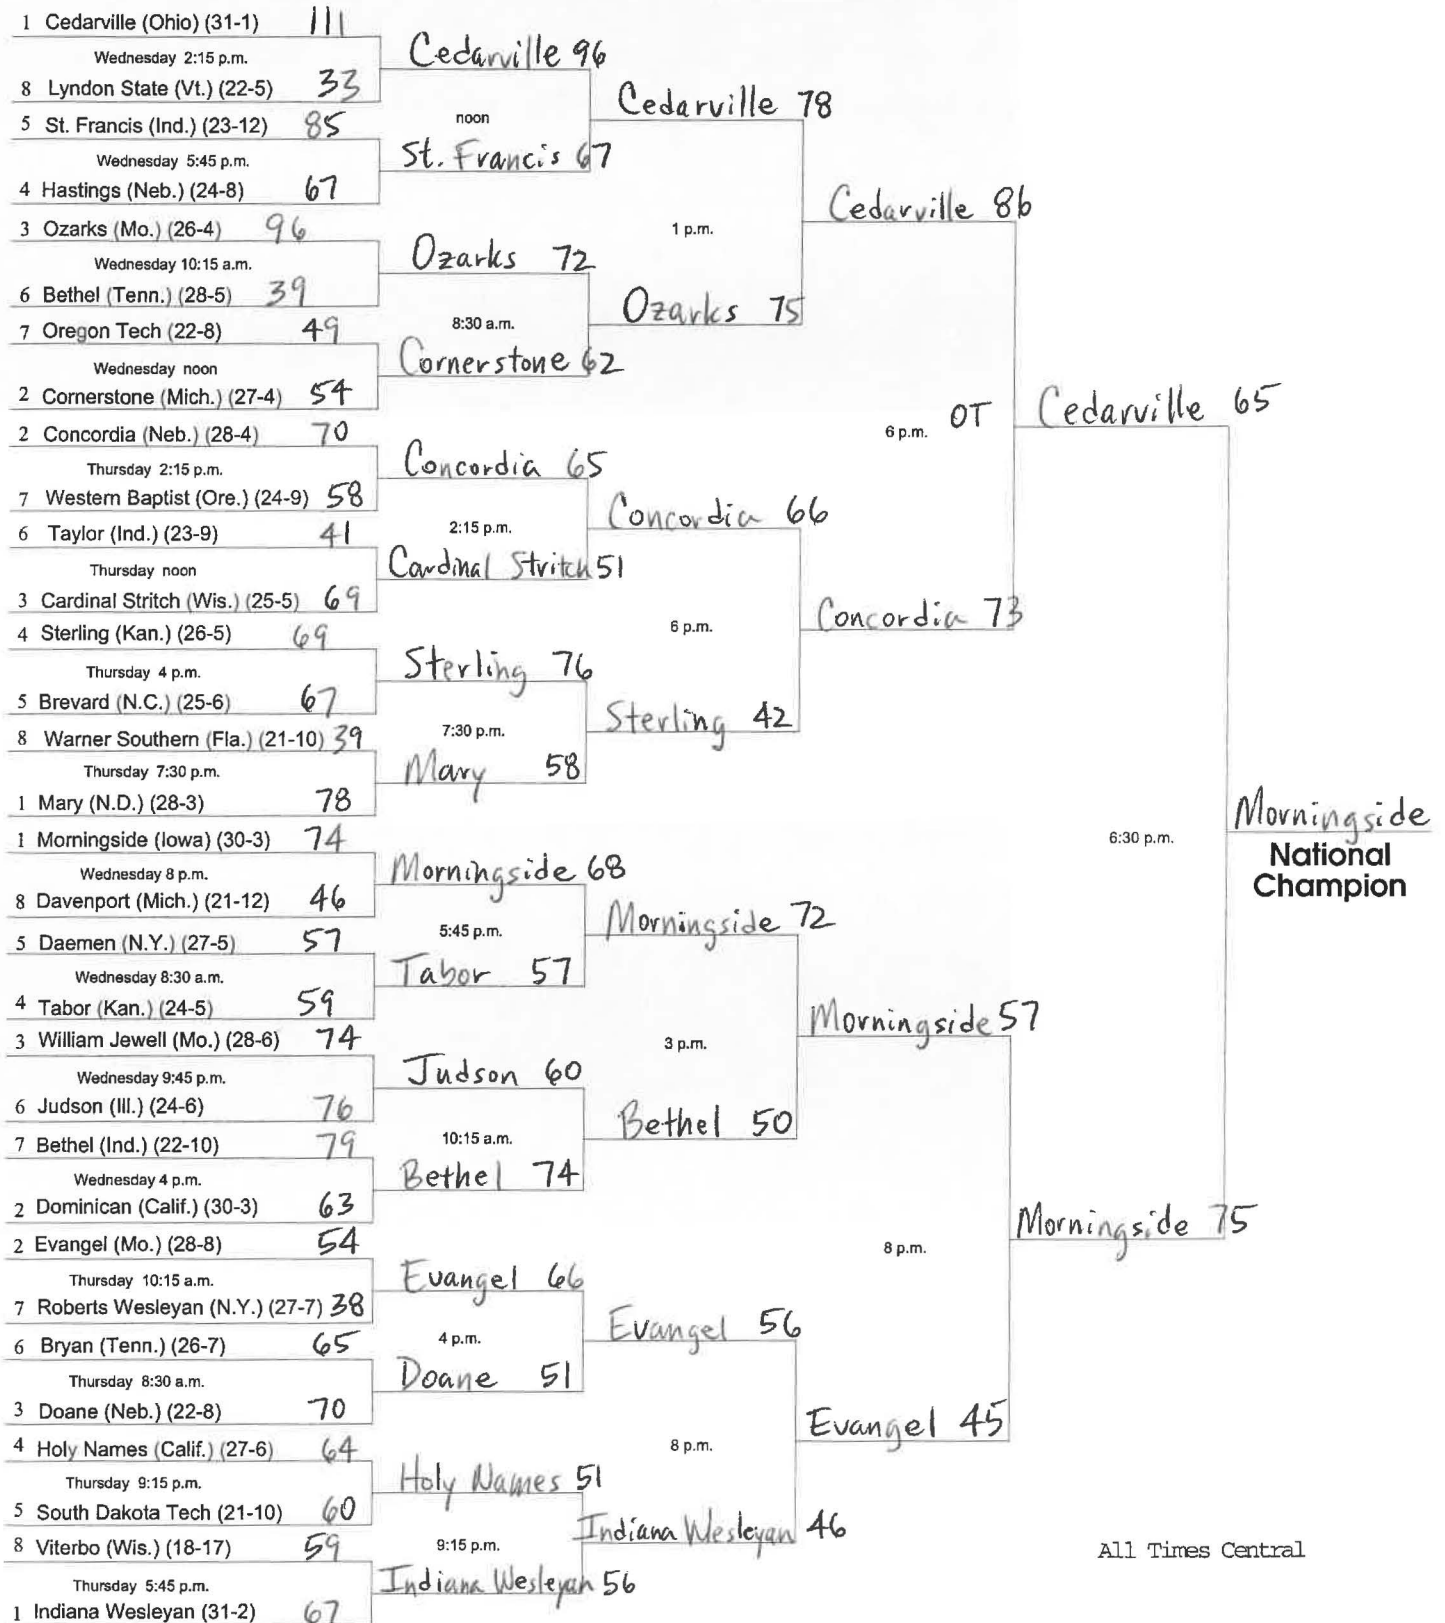 1 Cedarville (Ohio) (31-1) 111
Wednesday 2:15 p.m.
8 Lyndon State (Vt.) (22-5) 33
5 St. Francis (Ind.) (23-12) 85
Wednesday 5:45 p.m.
4 Hastings (Neb.) (24-8) 67
3 Ozarks (Mo.) (26-4) 96
Wednesday 10:15 a.m.
6 Bethel (Tenn.) (28-5) 39
7 Oregon Tech (22-8) 49
Wednesday noon
2 Cornerstone (Mich.) (27-4) 54
2 Concordia (Neb.) (28-4) 70
Thursday 2:15 p.m.
7 Western Baptist (Ore.) (24-9) 58
6 Taylor (Ind.) (23-9) 41
Thursday noon
3 Cardinal Stritch (Wis.) (25-5) 69
4 Sterling (Kan.) (26-5) 69
Thursday 4 p.m.
5 Brevard (N.C.) (25-6) 67
8 Warner Southern (Fla.) (21-10) 39
Thursday 7:30 p.m.
1 Mary (N.D.) (28-3) 78
1 Morningside (Iowa) (30-3) 74
Wednesday 8 p.m.
8 Davenport (Mich.) (21-12) 46
5 Daemen (N.Y.) (27-5) 57
Wednesday 8:30 a.m.
4 Tabor (Kan.) (24-5) 59
3 William Jewell (Mo.) (28-6) 74
Wednesday 9:45 p.m.
6 Judson (Ill.) (24-6) 76
7 Bethel (Ind.) (22-10) 79
Wednesday 4 p.m.
2 Dominican (Calif.) (30-3) 63
2 Evangel (Mo.) (28-8) 54
Thursday 10:15 a.m.
7 Roberts Wesleyan (N.Y.) (27-7) 38
6 Bryan (Tenn.) (26-7) 65
Thursday 8:30 a.m.
3 Doane (Neb.) (22-8) 70
4 Holy Names (Calif.) (27-6) 64
Thursday 9:15 p.m.
5 South Dakota Tech (21-10) 60
8 Viterbo (Wis.) (18-17) 59
Thursday 5:45 p.m.
1 Indiana Wesleyan (31-2) 67
Cedarville 96
noon
St. Francis 67
Ozarks 72
8:30 a.m.
Cornerstone 62
Concordia 65
2:15 p.m.
Cardinal Stritch 51
Sterling 76
7:30 p.m.
Mary 58
Morningside 68
5:45 p.m.
Tabor 57
Judson 60
10:15 a.m.
Bethel 74
Evangel 66
4 p.m.
Doane 51
Holy Names 51
9:15 p.m.
Indiana Wesleyan 56
Cedarville 78
1 p.m.
Ozarks 75
Concordia 66
6 p.m.
Sterling 42
Morningside 72
3 p.m.
Bethel 50
Evangel 56
8 p.m.
Indiana Wesleyan 46
Cedarville 86
6 p.m. OT
Concordia 73
Morningside 57
8 p.m.
Evangel 45
Cedarville 65
6:30 p.m.
Morningside 75
Morningside
National
Champion
All Times Central